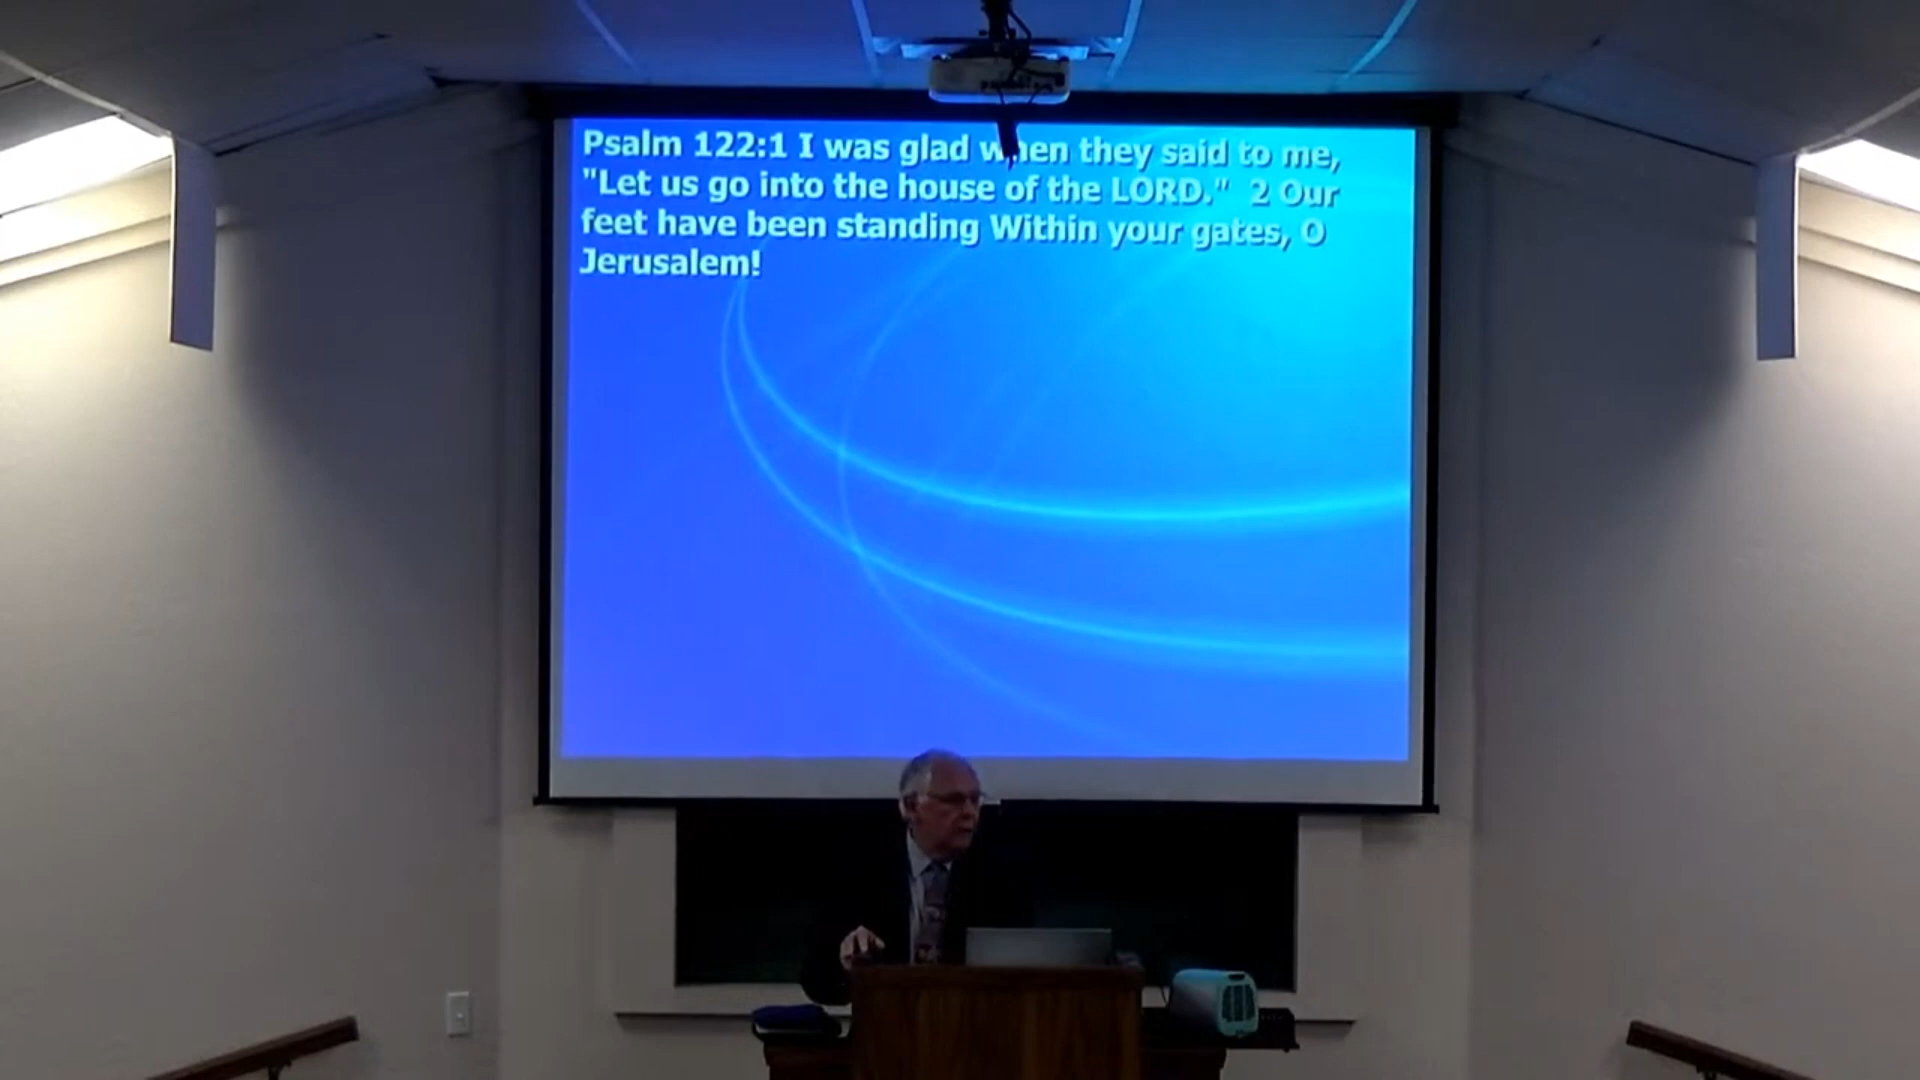 Psalm 122:1 I was glad when they said to me,
"Let us go into the house of the LORD." 2 Our
feet have been standing Within your gates, O
Jerusalem!